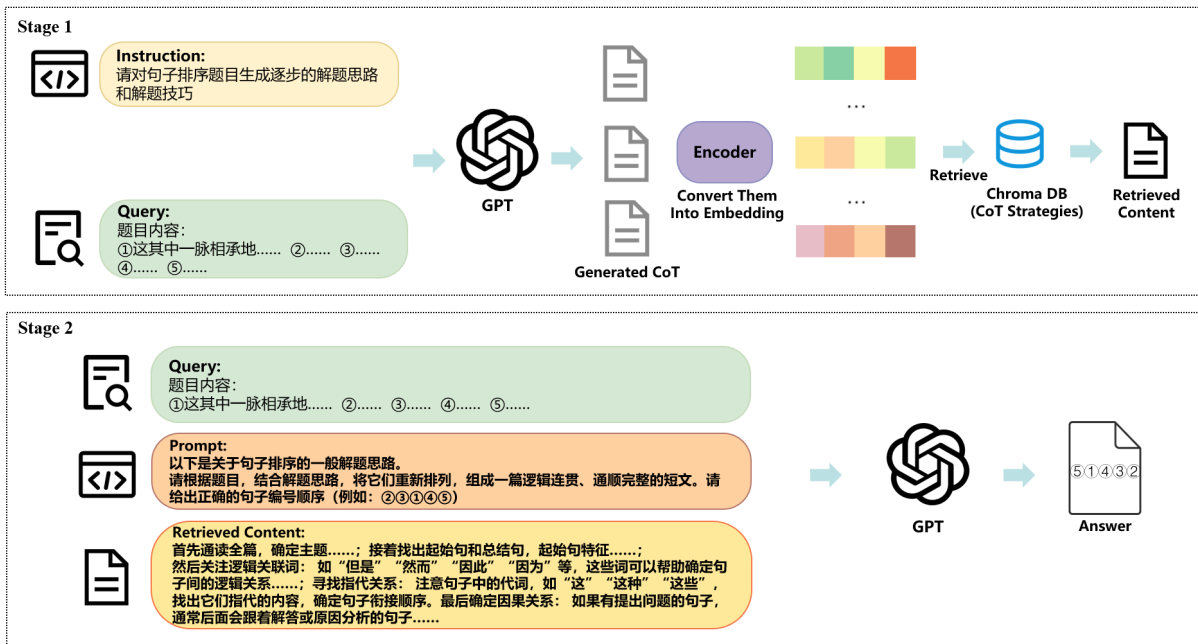 Stage 1
Instruction:
请对句子排序题目生成逐步的解题思路
和解题技巧
Query:
题目内容：
①这其中一脉相承地…… ②…… ③……
④…… ⑤……
GPT
Generated CoT
Encoder
Convert Them
Into Embedding
...
...
Retrieve
Chroma DB
(CoT Strategies)
Retrieved
Content
Stage 2
Query:
题目内容：
①这其中一脉相承地…… ②…… ③…… ④…… ⑤……
Prompt:
以下是关于句子排序的一般解题思路。
请根据题目，结合解题思路，将它们重新排列，组成一篇逻辑连贯、通顺完整的短文。请
给出正确的句子编号顺序（例如：②③①④⑤）
Retrieved Content:
首先通读全篇，确定主题……；接着找出起始句和总结句，起始句特征……；
然后关注逻辑关联词： 如“但是”“然而”“因此”“因为”等，这些词可以帮助确定句
子间的逻辑关系……；寻找指代关系： 注意句子中的代词，如“这”“这种”“这些”，
找出它们指代的内容，确定句子衔接顺序。最后确定因果关系： 如果有提出问题的句子，
通常后面会跟着解答或原因分析的句子……
GPT
⑤①④③②
Answer